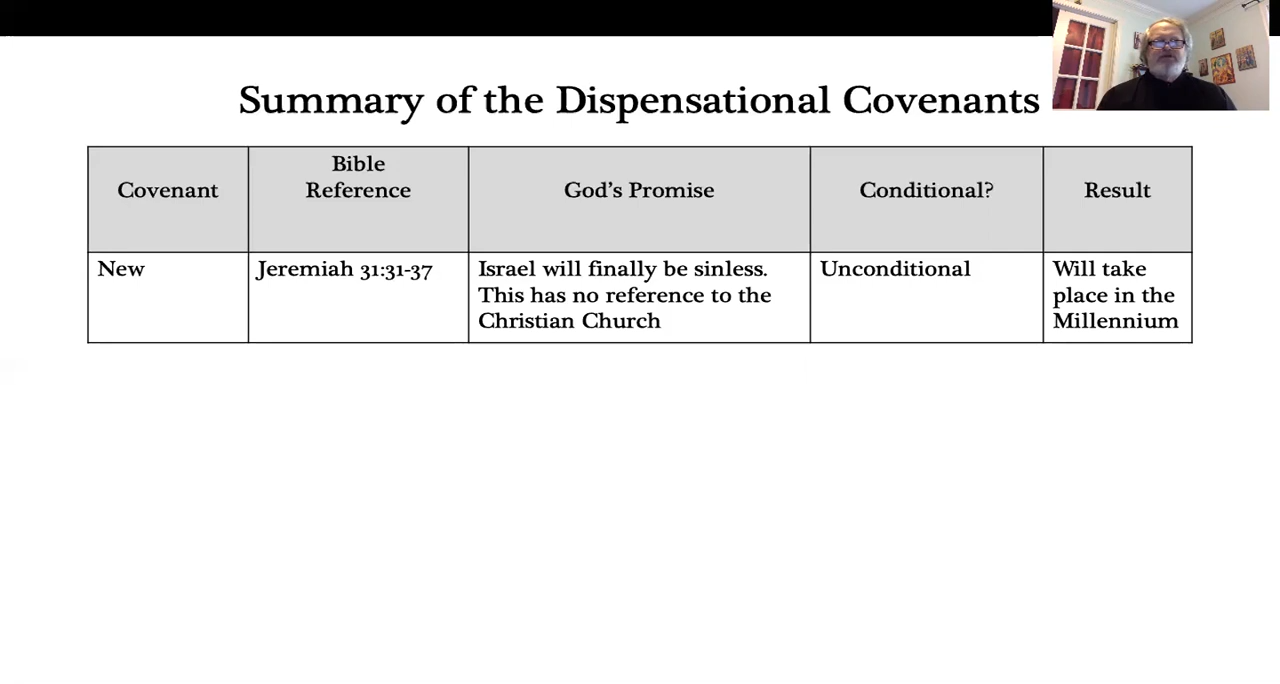 Summary of the Dispensational Covenants
Covenant
Bible
Reference
God's Promise
Conditional?
Result
New
Jeremiah 31:31-37
Israel will finally be sinless.
This has no reference to the
Christian Church
Unconditional
Will take
place in the
Millennium